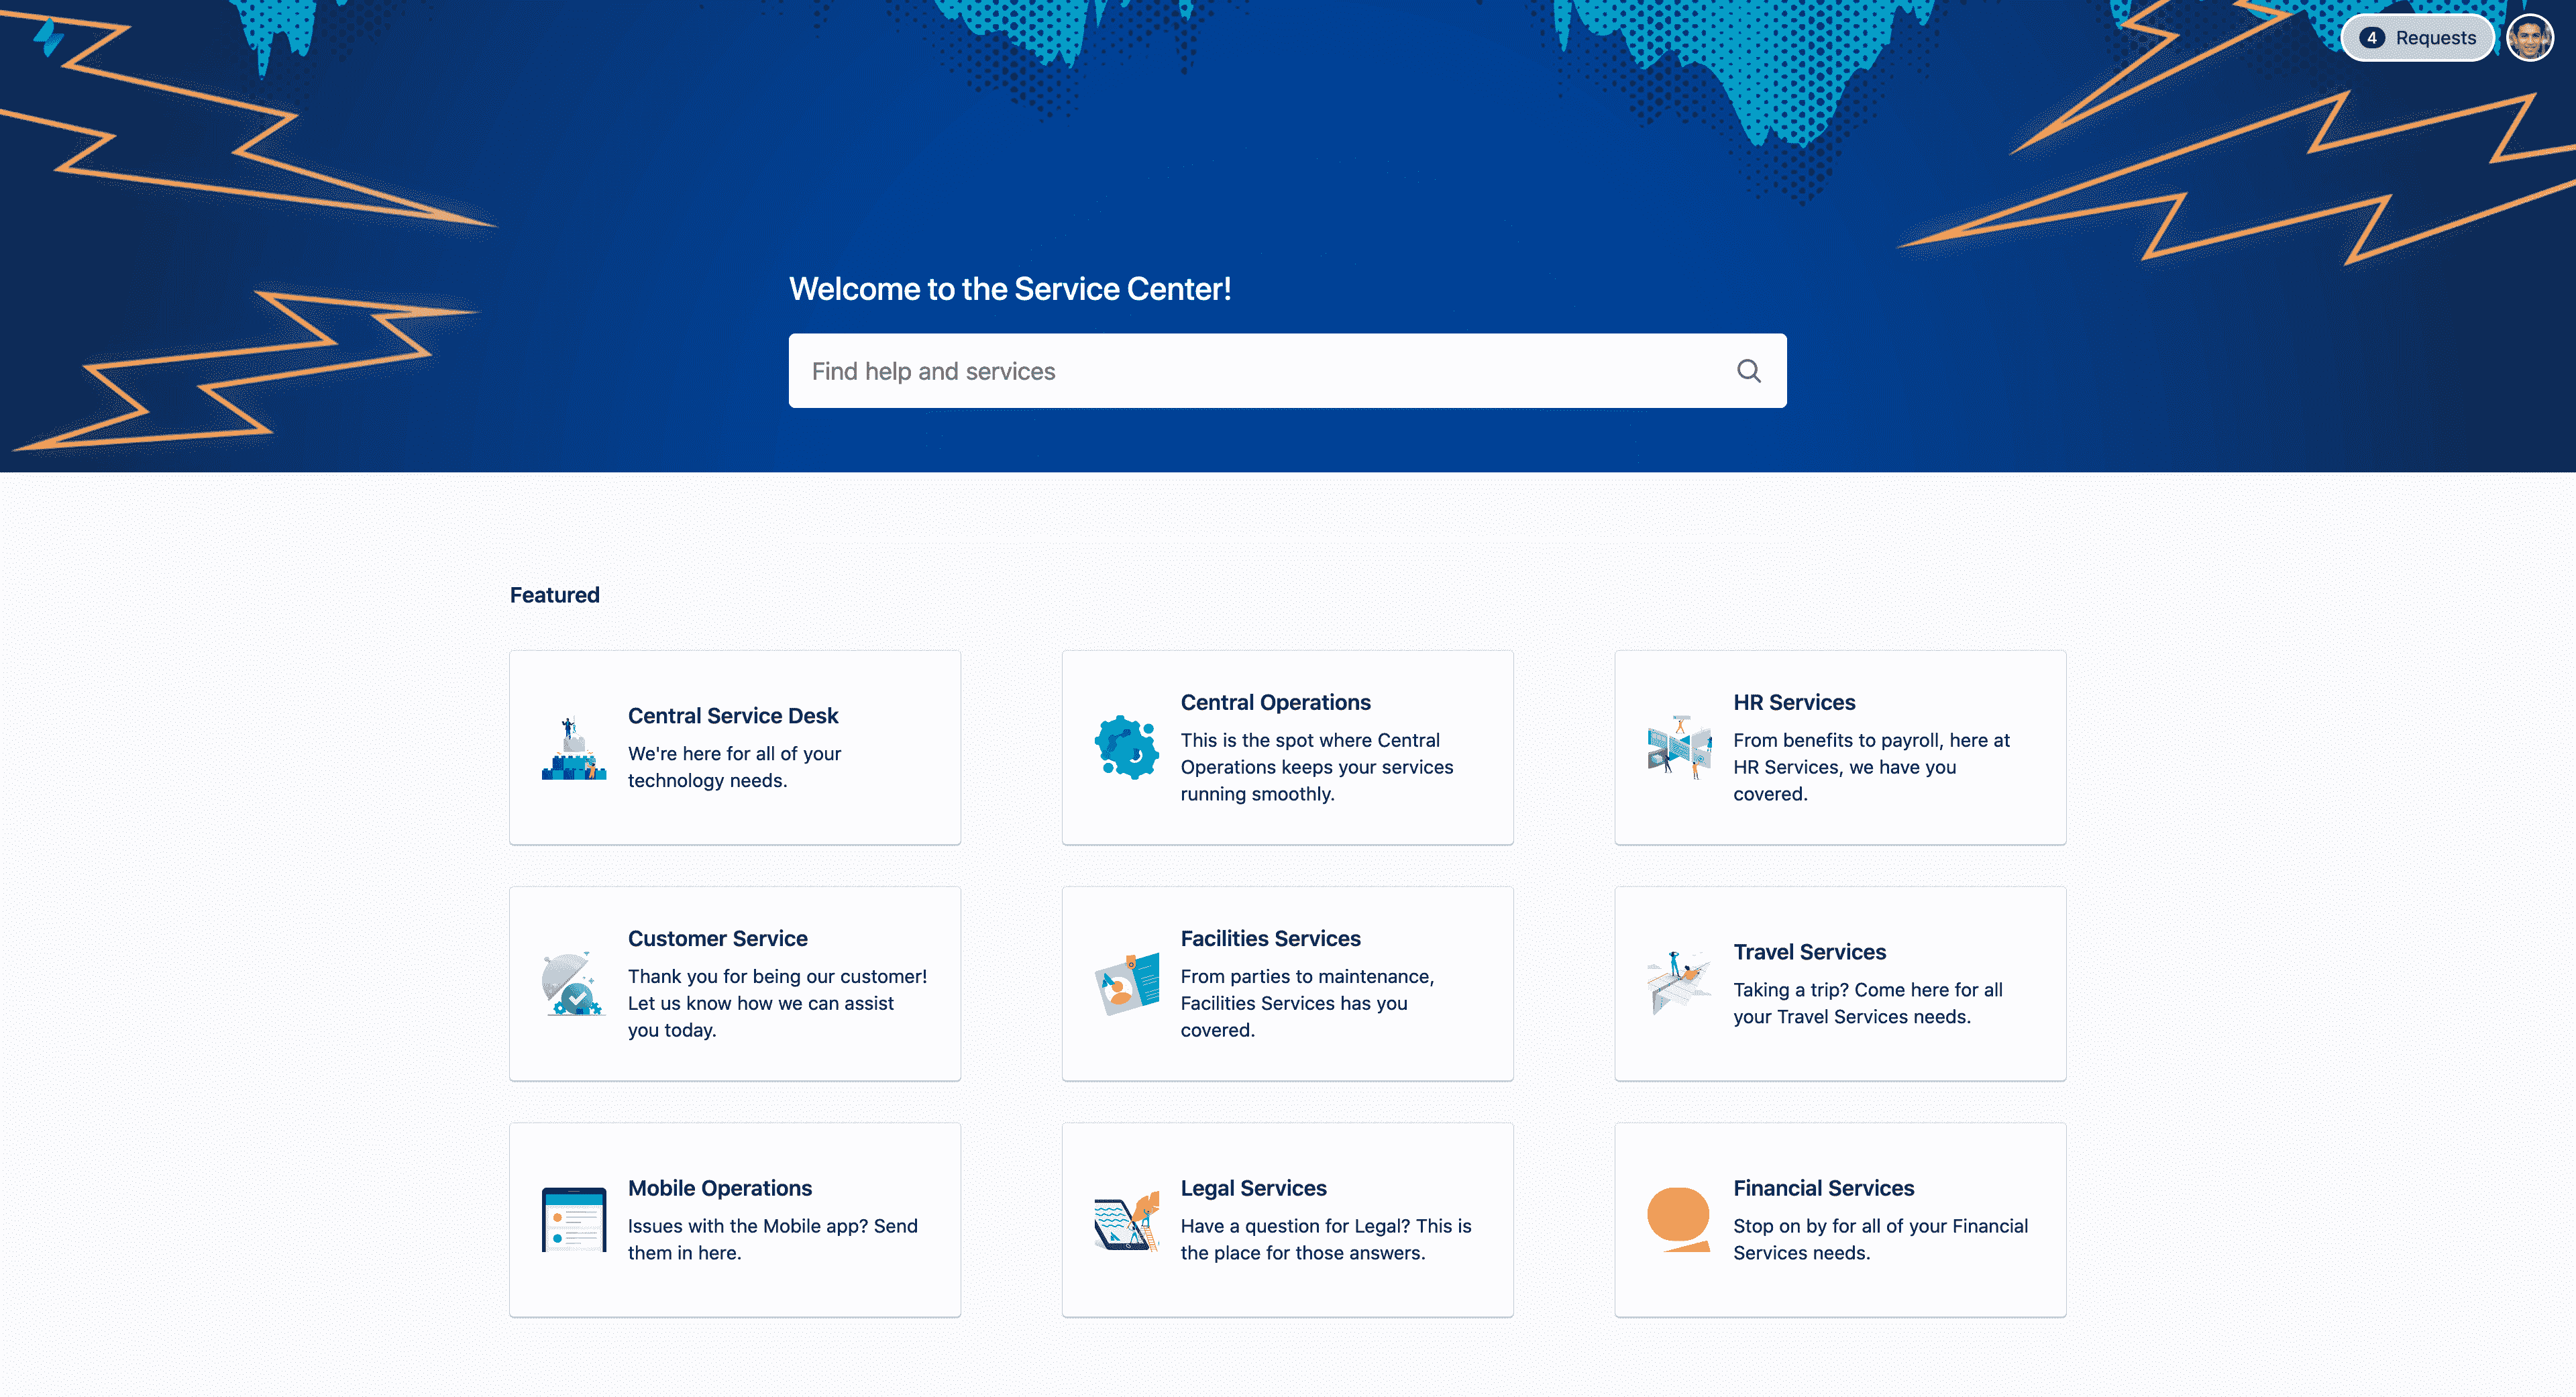 4 Requests
Welcome to the Service Center!
Find help and services
Featured
Central Service Desk
We're here for all of your
technology needs.
Central Operations
This is the spot where Central
Operations keeps your services
running smoothly.
HR Services
From benefits to payroll, here at
HR Services, we have you
covered.
Customer Service
Thank you for being our customer!
Let us know how we can assist
you today.
Facilities Services
From parties to maintenance,
Facilities Services has you
covered.
Travel Services
Taking a trip? Come here for all
your Travel Services needs.
Mobile Operations
Issues with the Mobile app? Send
them in here.
Legal Services
Have a question for Legal? This is
the place for those answers.
Financial Services
Stop on by for all of your Financial
Services needs.